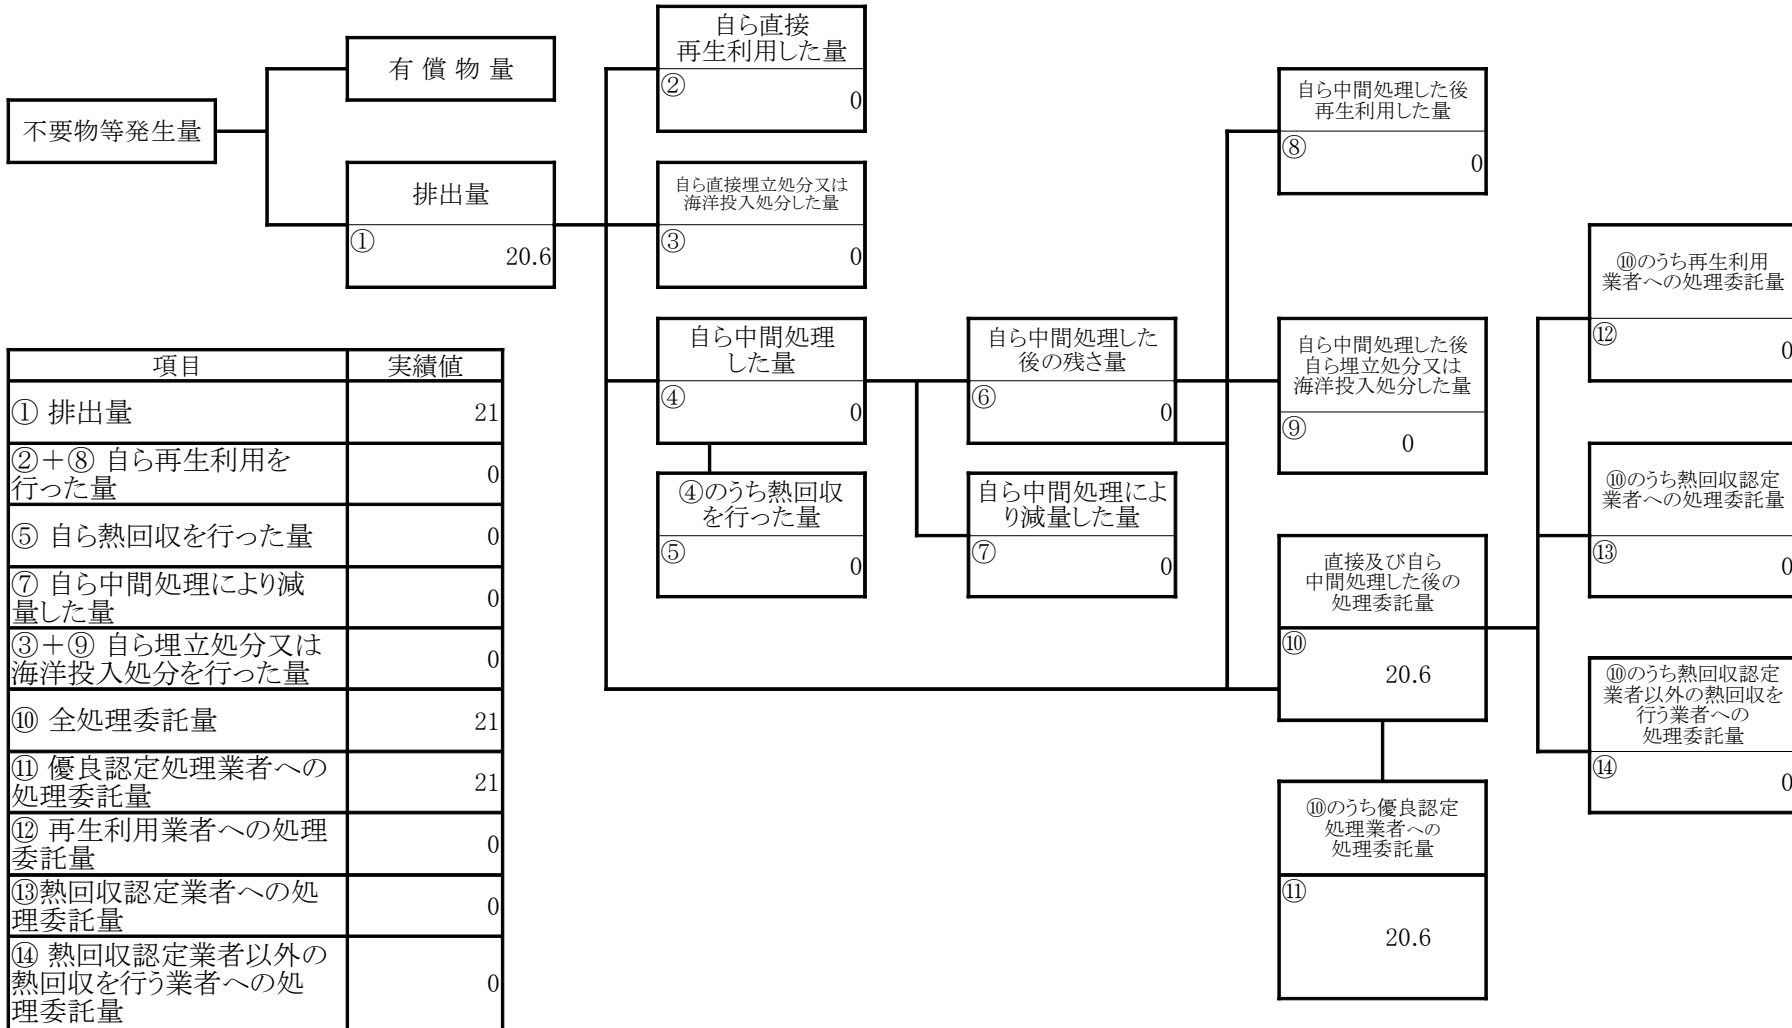 不要物等発生量
有償物量
排出量
①
20.6
自ら直接
再生利用した量
②
0
自ら直接埋立処分又は
海洋投入処分した量
③
0
自ら中間処理
した量
④
0
④のうち熱回収
を行った量
⑤
0
自ら中間処理した
後の残さ量
⑥
0
自ら中間処理によ
り減量した量
⑦
0
自ら中間処理した後
再生利用した量
⑧
0
自ら中間処理した後
自ら埋立処分又は
海洋投入処分した量
⑨
0
直接及び自ら
中間処理した後の
処理委託量
⑩
20.6
⑩のうち優良認定
処理業者への
処理委託量
⑪
20.6
⑩のうち再生利用
業者への処理委託量
⑫
0
⑩のうち熱回収認定
業者への処理委託量
⑬
0
⑩のうち熱回収認定
業者以外の熱回収を
行う業者への
処理委託量
⑭
0
項目 実績値
① 排出量 21
②＋⑧ 自ら再生利用を
行った量 0
⑤ 自ら熱回収を行った量 0
⑦ 自ら中間処理により減
量した量 0
③＋⑨ 自ら埋立処分又は
海洋投入処分を行った量 0
⑩ 全処理委託量 21
⑪ 優良認定処理業者への
処理委託量 21
⑫ 再生利用業者への処理
委託量 0
⑬熱回収認定業者への処
理委託量 0
⑭ 熱回収認定業者以外の
熱回収を行う業者への処
理委託量 0